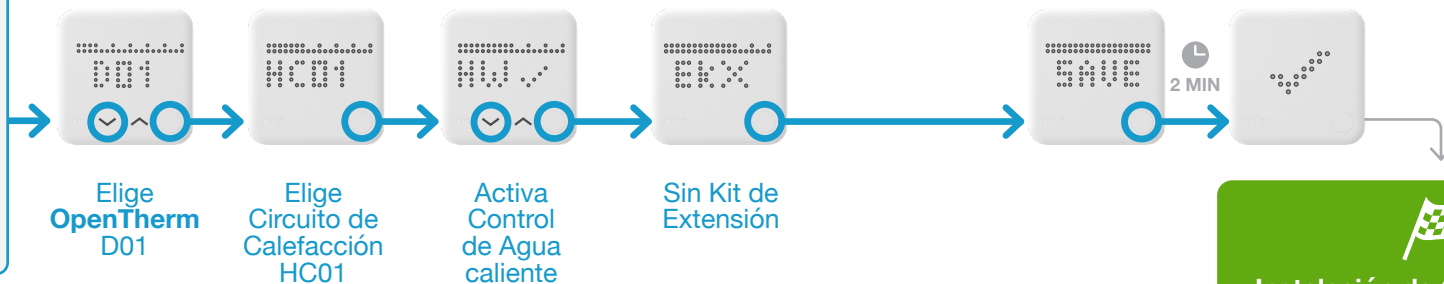 D01
HC01
HW ✓
EKX
SAVE
2 MIN
Elige
OpenTherm
D01
Elige
Circuito de
Calefacción
HC01
Activa
Control
de Agua
caliente
Sin Kit de
Extensión